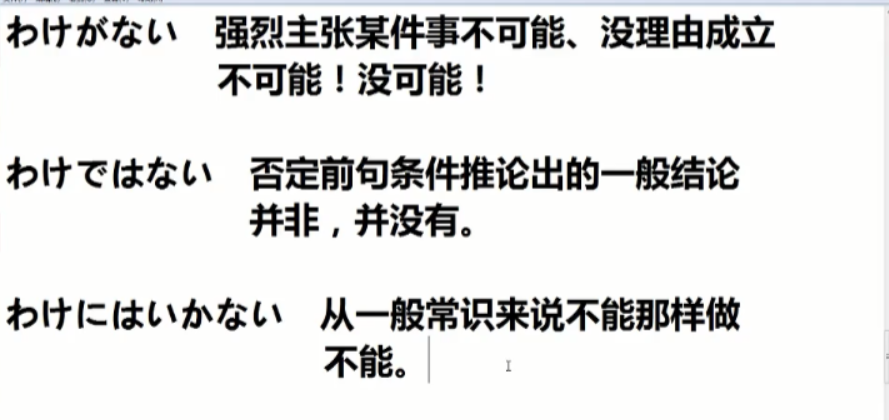 わけがない 强烈主张某件事不可能、没理由成立
不可能！没可能！
わけではない 否定前句条件推论出的一般结论
并非，并没有。
わけにはいかない 从一般常识来说不能那样做
不能。